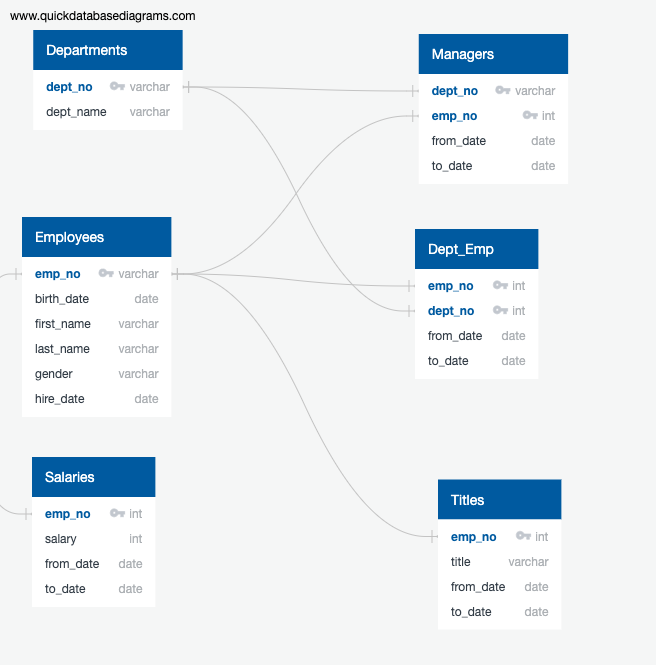 www.quickdatabasediagrams.com
Departments
dept_no varchar
dept_name varchar
Managers
dept_no varchar
emp_no int
from_date date
to_date date
Employees
emp_no varchar
birth_date date
first_name varchar
last_name varchar
gender varchar
hire_date date
Dept_Emp
emp_no int
dept_no int
from_date date
to_date date
Salaries
emp_no int
salary int
from_date date
to_date date
Titles
emp_no int
title varchar
from_date date
to_date date